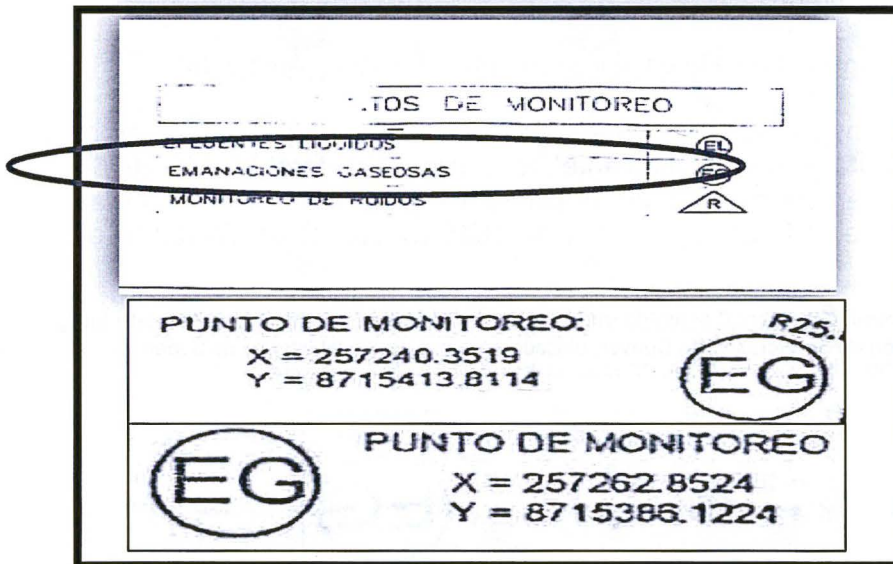 DE MONITOREO
EFLUENTES LIQUIDOS EL
EMANACIONES GASEOSAS EG
MONITOREO DE RUIDOS R
PUNTO DE MONITOREO: R25.
X = 257240.3519
Y = 8715413.8114
EG
EG
PUNTO DE MONITOREO
X = 257262.8524
Y = 8715386.1224